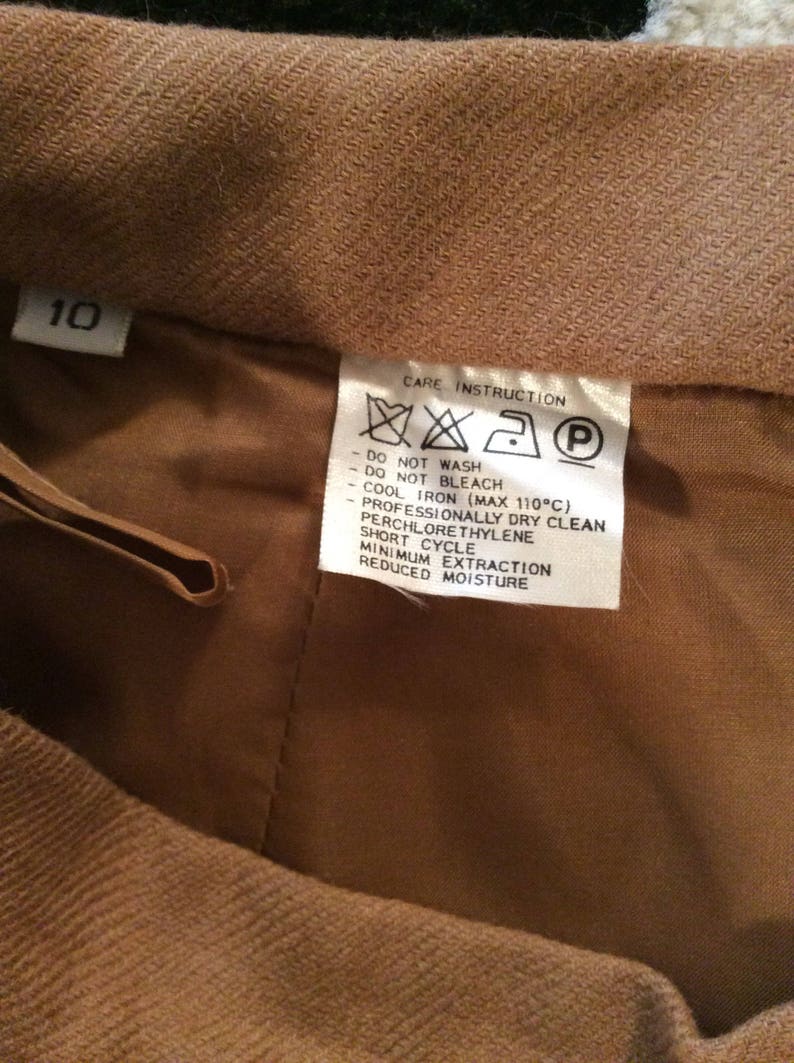 10
CARE INSTRUCTION
P
- DO NOT WASH
- DO NOT BLEACH
- COOL IRON (MAX 110°C)
- PROFESSIONALLY DRY CLEAN
PERCHLORETHYLENE
SHORT CYCLE
MINIMUM EXTRACTION
REDUCED MOISTURE